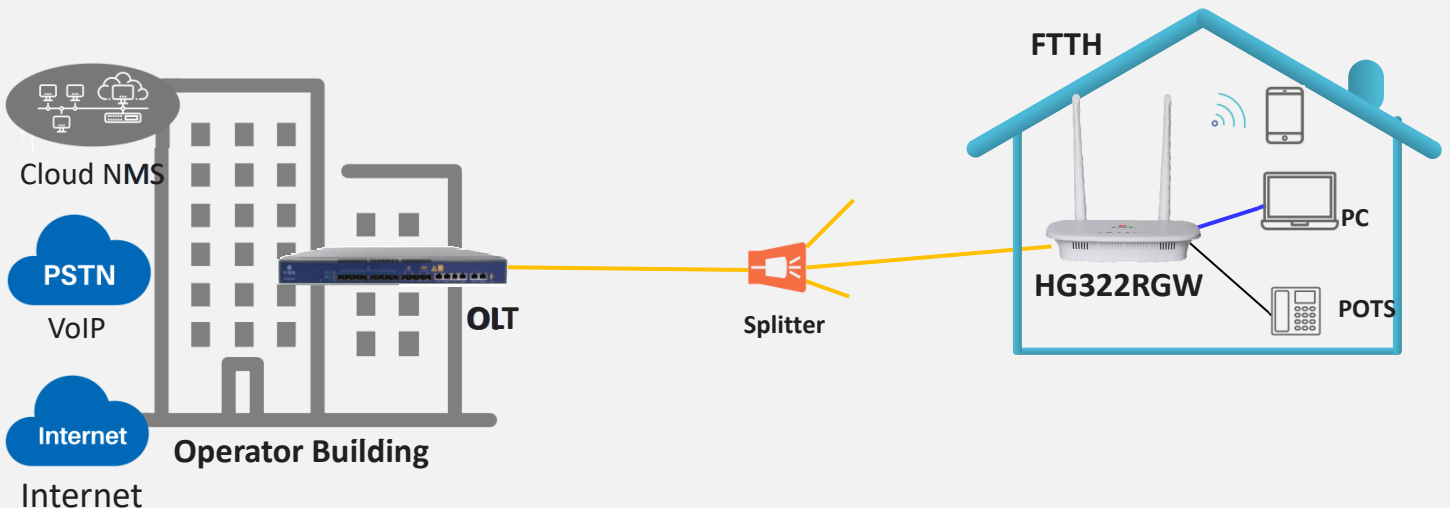 FTTH
Cloud NMS
PSTN
VoIP
OLT
Splitter
HG322RGW
PC
POTS
Internet
Operator Building
Internet